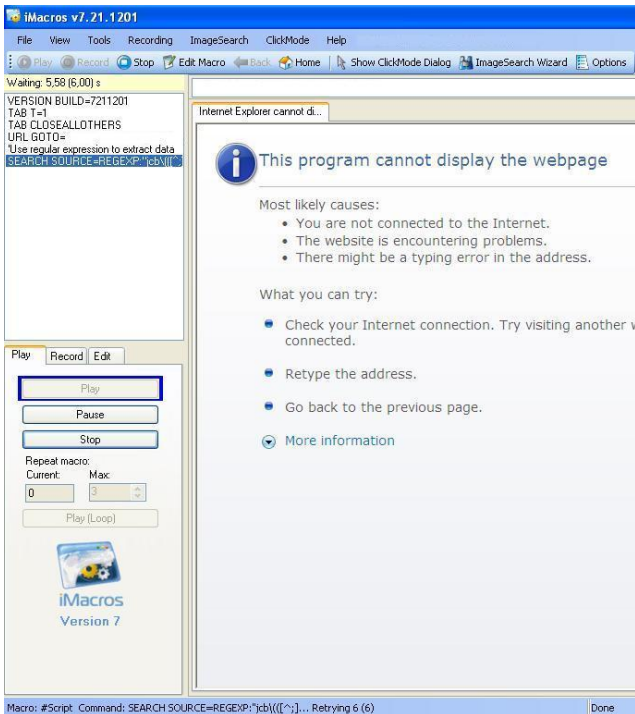 iMacros v7.21.1201
File View Tools Recording ImageSearch ClickMode Help
Play Record Stop Edit Macro Back Home Show ClickMode Dialog ImageSearch Wizard Options
Waiting: 5,58 (6,00) s
VERSION BUILD=7211201
TAB T=1
TAB CLOSEALLOTHERS
URL GOTO=
'Use regular expression to extract data
SEARCH SOURCE=REGEXP:"jcb\(([^;]
Internet Explorer cannot di...
This program cannot display the webpage
Most likely causes:
You are not connected to the Internet.
The website is encountering problems.
There might be a typing error in the address.
What you can try:
Check your Internet connection. Try visiting another w
connected.
Retype the address.
Go back to the previous page.
More information
Play Record Edit
Play
Pause
Stop
Repeat macro:
Current: Max:
0 3
Play (Loop)
iMacros
Version 7
Macro: #Script Command: SEARCH SOURCE=REGEXP:"jcb\(([^;]... Retrying 6 (6) Done